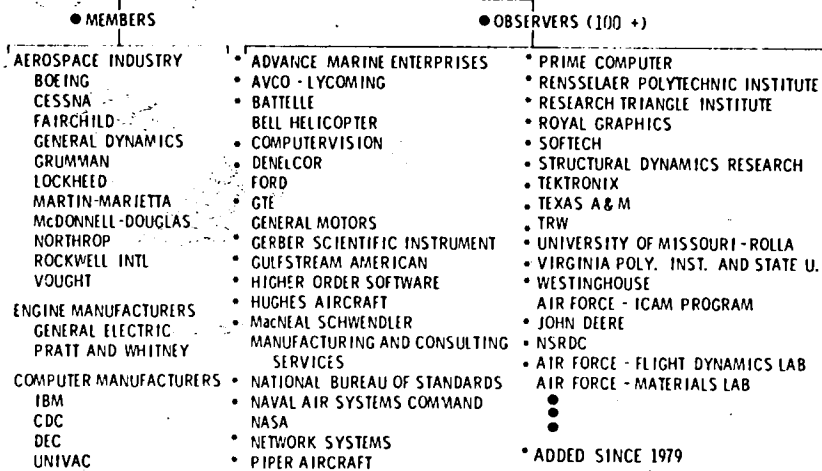 ● MEMBERS
● OBSERVERS (100 +)
AEROSPACE INDUSTRY
BOEING
CESSNA
FAIRCHILD
GENERAL DYNAMICS
GRUMMAN
LOCKHEED
MARTIN-MARIETTA
McDONNELL-DOUGLAS
NORTHROP
ROCKWELL INTL
VOUGHT
ENGINE MANUFACTURERS
GENERAL ELECTRIC
PRATT AND WHITNEY
COMPUTER MANUFACTURERS
IBM
CDC
DEC
UNIVAC
* ADVANCE MARINE ENTERPRISES
* AVCO - LYCOMING
* BATTELLE
BELL HELICOPTER
* COMPUTERVISION
* DENELCOR
FORD
* GTE
GENERAL MOTORS
* GERBER SCIENTIFIC INSTRUMENT
* GULFSTREAM AMERICAN
* HIGHER ORDER SOFTWARE
* HUGHES AIRCRAFT
* MacNEAL SCHWENDLER
MANUFACTURING AND CONSULTING
SERVICES
* NATIONAL BUREAU OF STANDARDS
* NAVAL AIR SYSTEMS COMMAND
NASA
* NETWORK SYSTEMS
* PIPER AIRCRAFT
* PRIME COMPUTER
* RENSSELAER POLYTECHNIC INSTITUTE
* RESEARCH TRIANGLE INSTITUTE
* ROYAL GRAPHICS
* SOFTECH
* STRUCTURAL DYNAMICS RESEARCH
* TEKTRONIX
* TEXAS A & M
* TRW
* UNIVERSITY OF MISSOURI - ROLLA
* VIRGINIA POLY. INST. AND STATE U.
* WESTINGHOUSE
AIR FORCE - ICAM PROGRAM
* JOHN DEERE
* NSRDC
* AIR FORCE - FLIGHT DYNAMICS LAB
AIR FORCE - MATERIALS LAB
●
●
●
* ADDED SINCE 1979